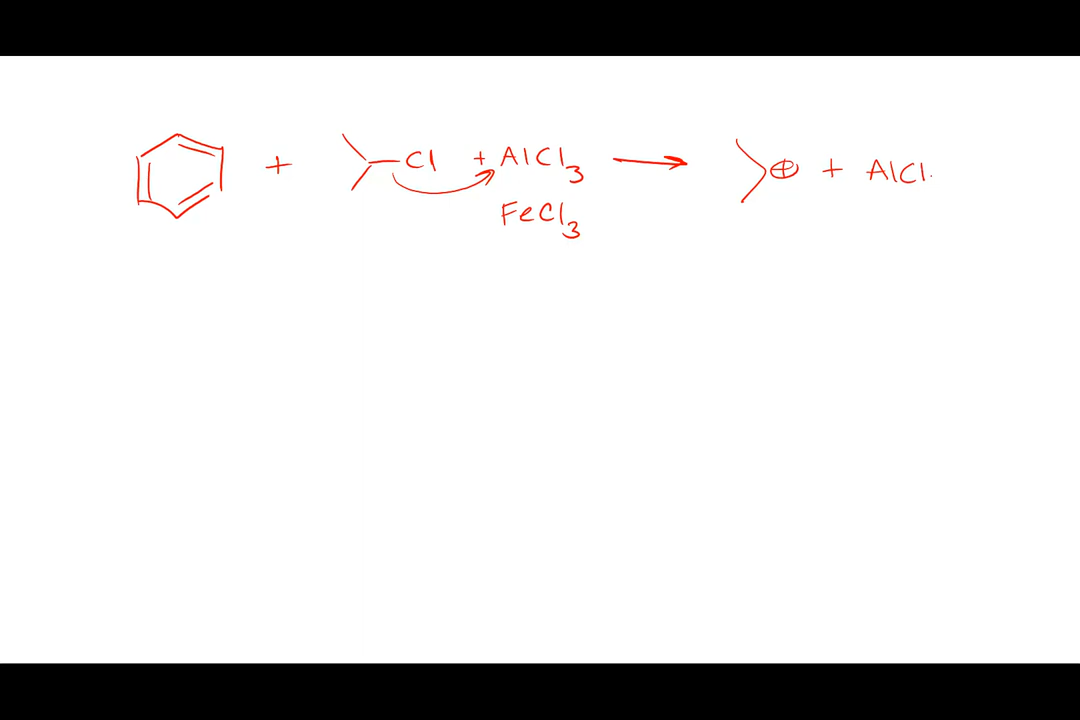 + Cl + AlCl3 → ⊕ + AlCl
FeCl3